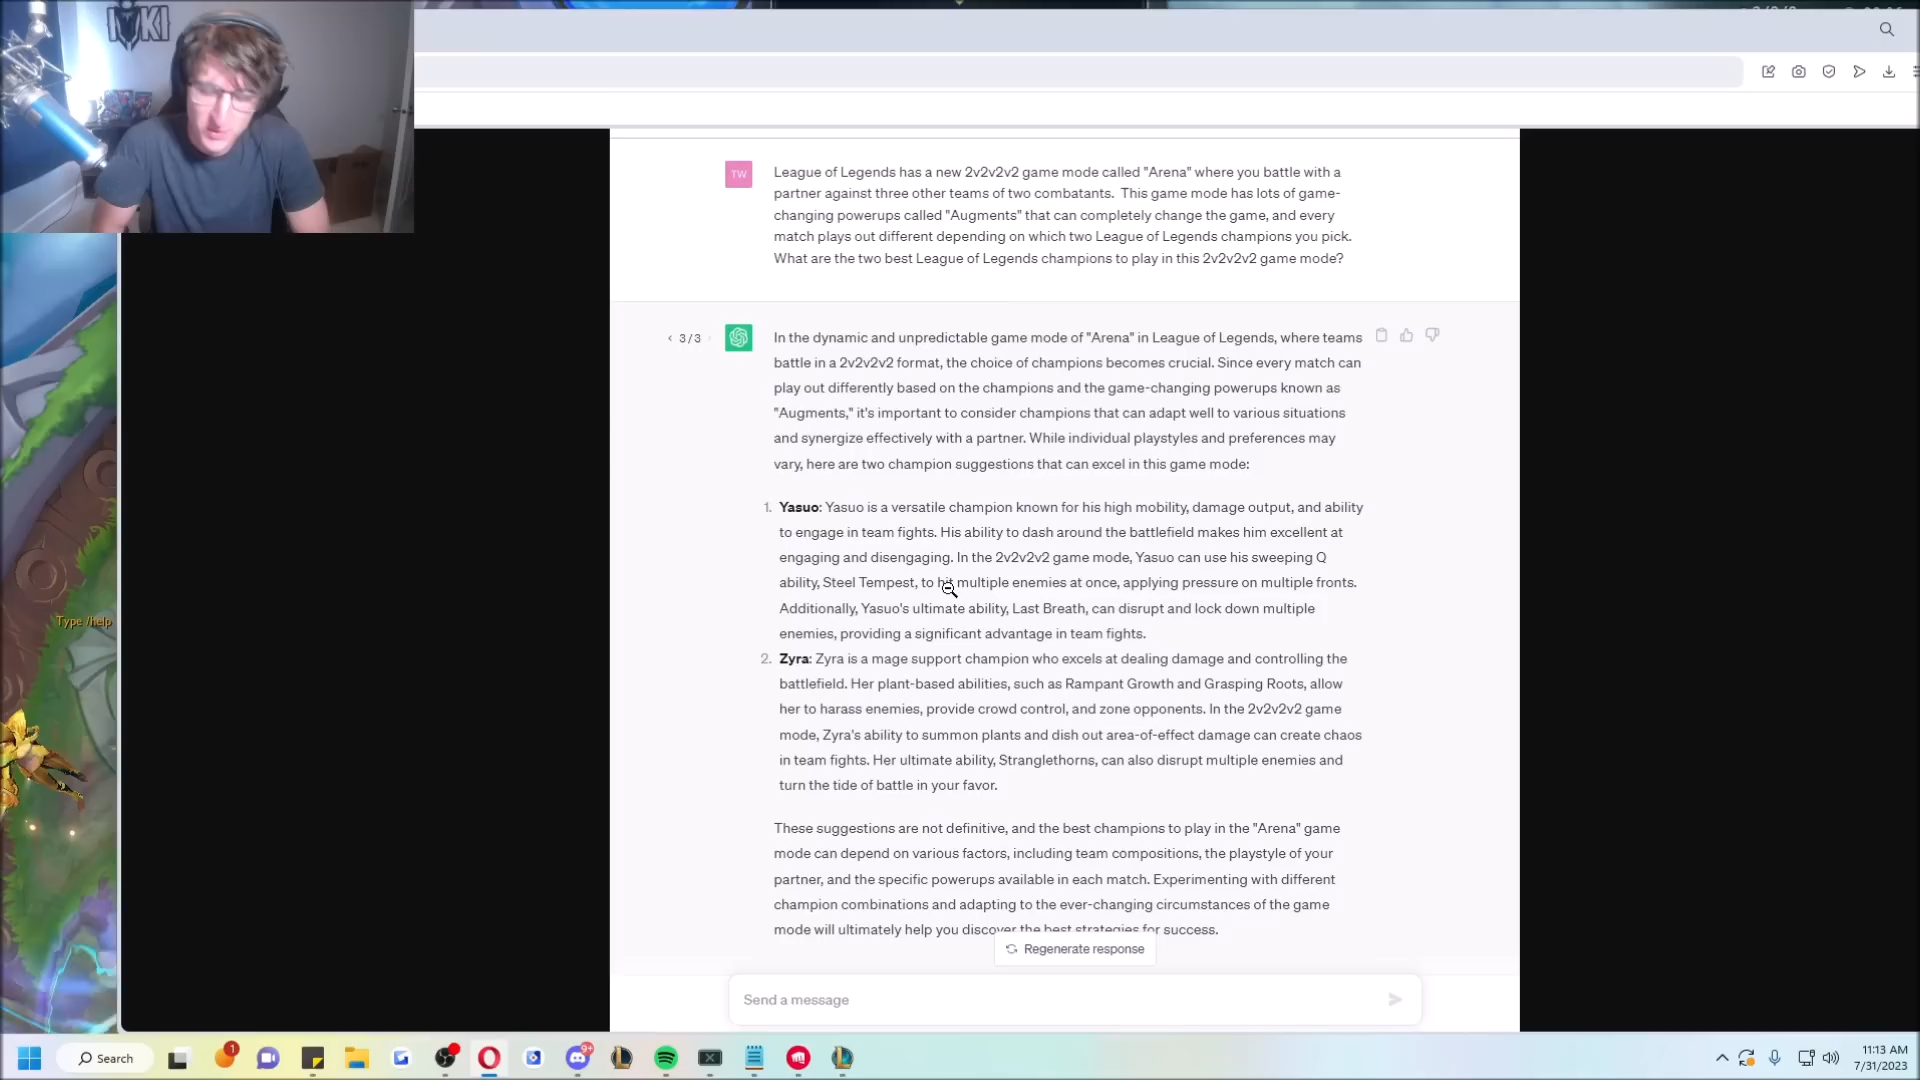 LUKI
TW
League of Legends has a new 2v2v2v2 game mode called "Arena" where you battle with a
partner against three other teams of two combatants.  This game mode has lots of game-
changing powerups called "Augments" that can completely change the game, and every
match plays out different depending on which two League of Legends champions you pick.
What are the two best League of Legends champions to play in this 2v2v2v2 game mode?
< 3/3
In the dynamic and unpredictable game mode of "Arena" in League of Legends, where teams
battle in a 2v2v2v2 format, the choice of champions becomes crucial. Since every match can
play out differently based on the champions and the game-changing powerups known as
"Augments," it's important to consider champions that can adapt well to various situations
and synergize effectively with a partner. While individual playstyles and preferences may
vary, here are two champion suggestions that can excel in this game mode:
1. Yasuo: Yasuo is a versatile champion known for his high mobility, damage output, and ability
to engage in team fights. His ability to dash around the battlefield makes him excellent at
engaging and disengaging. In the 2v2v2v2 game mode, Yasuo can use his sweeping Q
ability, Steel Tempest, to hit multiple enemies at once, applying pressure on multiple fronts.
Additionally, Yasuo's ultimate ability, Last Breath, can disrupt and lock down multiple
enemies, providing a significant advantage in team fights.
2. Zyra: Zyra is a mage support champion who excels at dealing damage and controlling the
battlefield. Her plant-based abilities, such as Rampant Growth and Grasping Roots, allow
her to harass enemies, provide crowd control, and zone opponents. In the 2v2v2v2 game
mode, Zyra's ability to summon plants and dish out area-of-effect damage can create chaos
in team fights. Her ultimate ability, Stranglethorns, can also disrupt multiple enemies and
turn the tide of battle in your favor.
These suggestions are not definitive, and the best champions to play in the "Arena" game
mode can depend on various factors, including team compositions, the playstyle of your
partner, and the specific powerups available in each match. Experimenting with different
champion combinations and adapting to the ever-changing circumstances of the game
mode will ultimately help you discover the best strategies for success.
Regenerate response
Send a message
Type /help
Search
1
9+
11:13 AM
7/31/2023